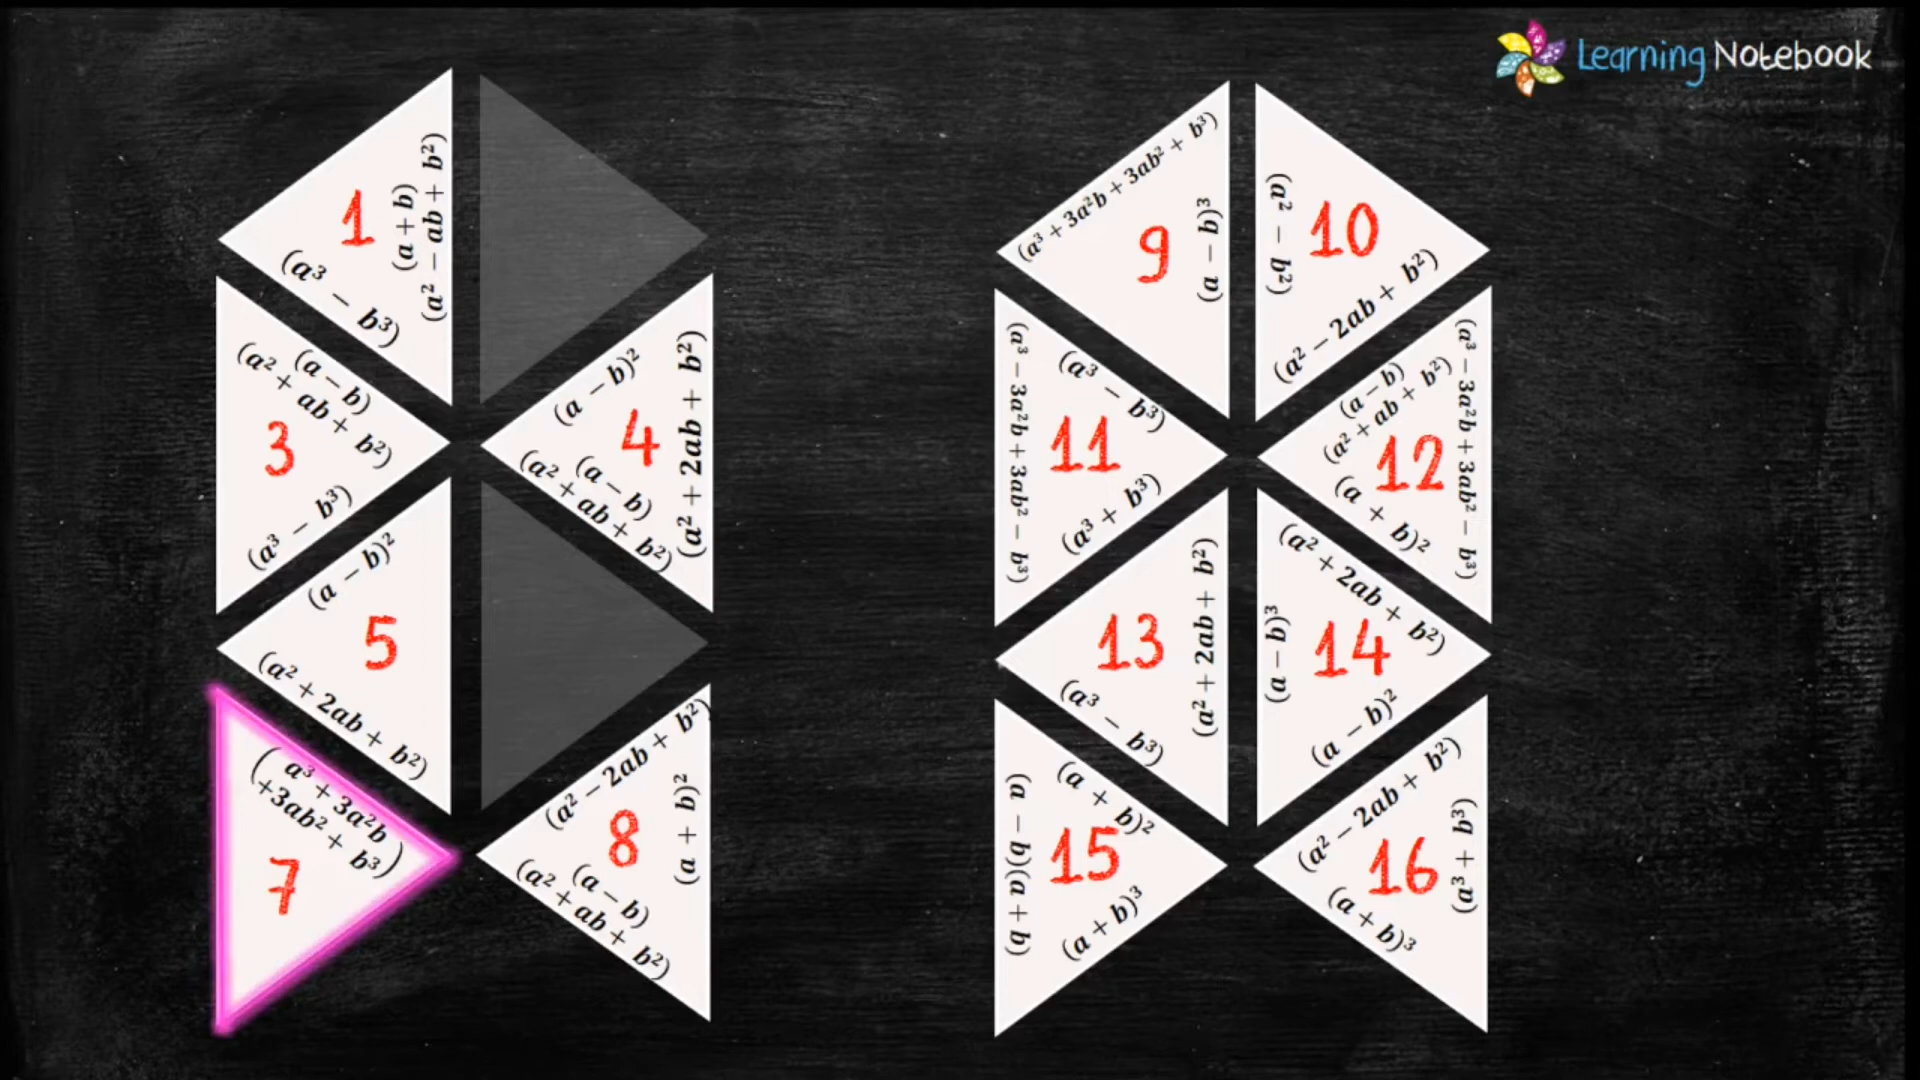 Learning Notebook
1
(a + b)
(a² − ab + b²)
(a³ − b³)
(a − b)
(a² + ab + b²)
3
(a³ − b³)
(a − b)²
4
(a² + 2ab + b²)
(a − b)
(a² + ab + b²)
(a − b)²
5
(a² + 2ab + b²)
(a³ + 3a²b
+3ab² + b³)
7
(a² − 2ab + b²)
8
(a + b)²
(a − b)
(a² + ab + b²)
(a³ + 3a²b + 3ab² + b³)
9
(a − b)³
(a² − b²)
10
(a² − 2ab + b²)
(a³ − 3a²b + 3ab² − b³)
(a³ − b³)
11
(a³ + b³)
(a − b)
(a² + ab + b²)
12
(a³ − 3a²b + 3ab² − b³)
(a + b)²
13
(a² + 2ab + b²)
(a³ − b³)
(a² + 2ab + b²)
(a − b)³
14
(a − b)²
(a + b)²
(a − b)(a + b)
15
(a + b)³
(a² − 2ab + b²)
16
(a³ + b³)
(a + b)³